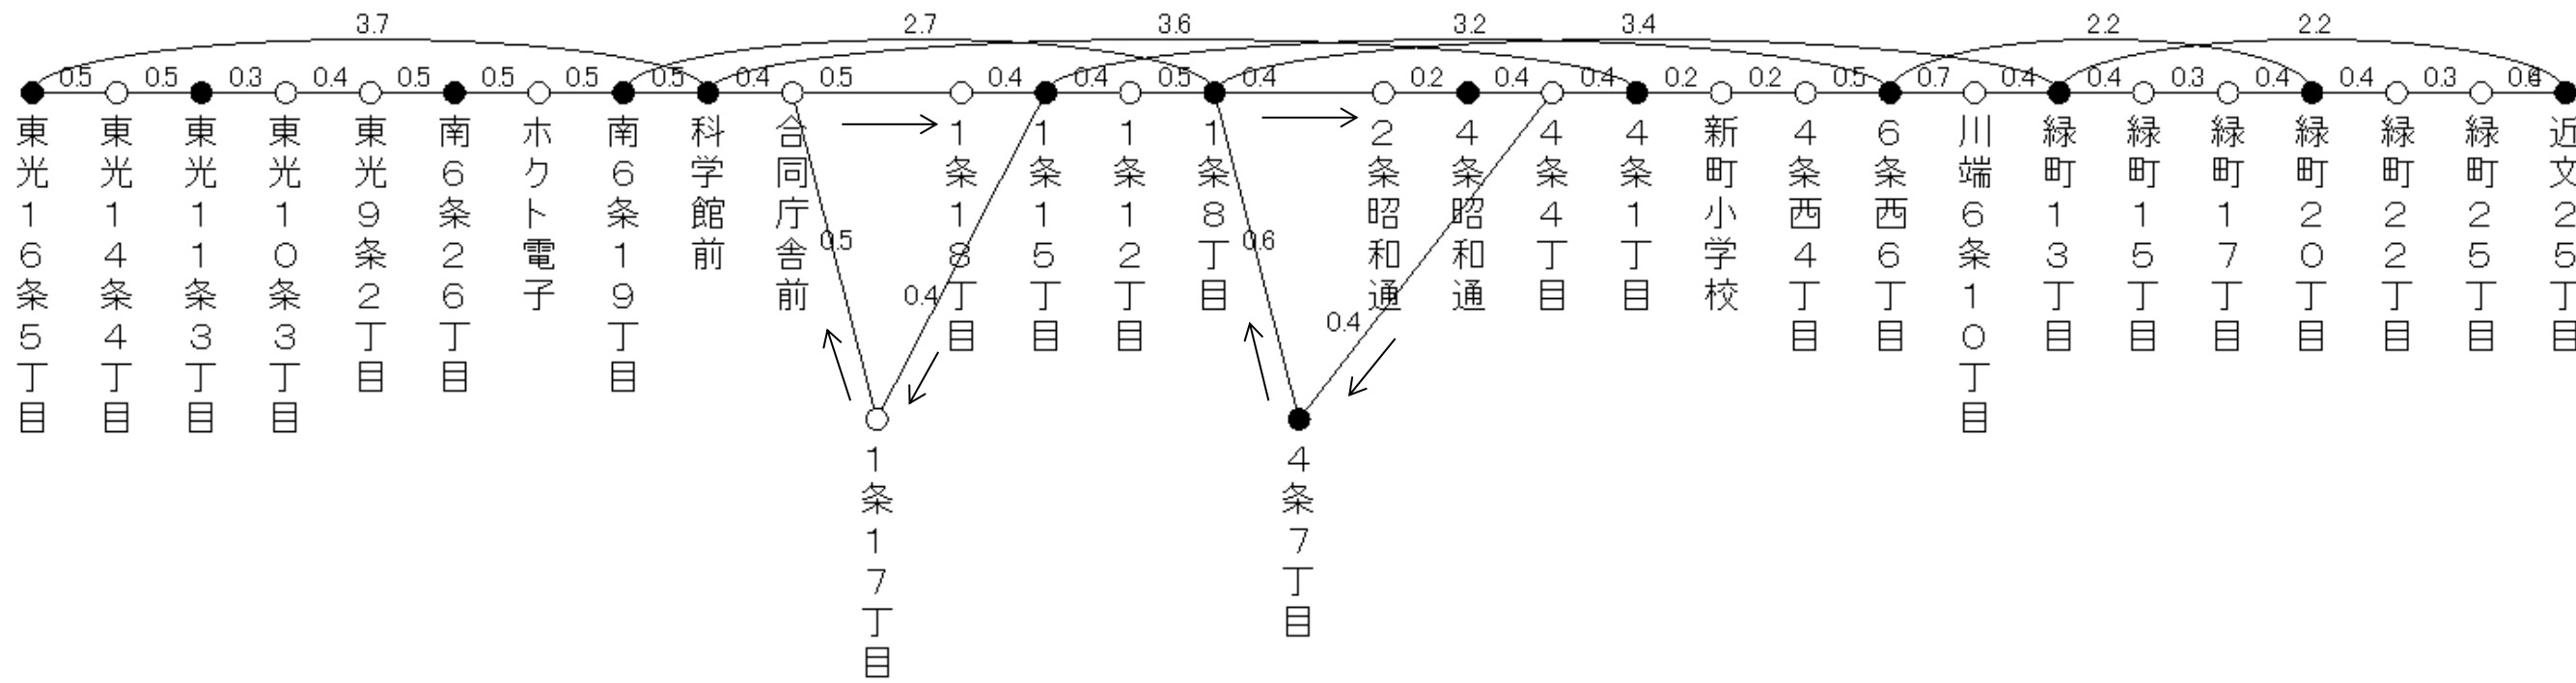 3.7
2.7
3.6
3.2
3.4
2.2
2.2
0.5
0.5
0.3
0.4
0.5
0.5
0.5
0.5
0.4
0.5
0.4
0.4
0.5
0.4
0.2
0.4
0.4
0.2
0.2
0.5
0.7
0.4
0.4
0.3
0.4
0.4
0.3
東光16条5丁目
東光14条4丁目
東光11条3丁目
東光10条3丁目
東光9条2丁目
南6条26丁目
ホクト電子
南6条19丁目
科学館前
合同庁舎前
1条18丁目
1条15丁目
1条12丁目
1条8丁目
2条昭和通
4条昭和通
4条4丁目
4条1丁目
新町小学校
4条西4丁目
6条西6丁目
川端6条10丁目
緑町13丁目
緑町15丁目
緑町17丁目
緑町20丁目
緑町22丁目
緑町25丁目
近文25丁目
0.5
0.4
0.6
0.4
1条17丁目
4条7丁目